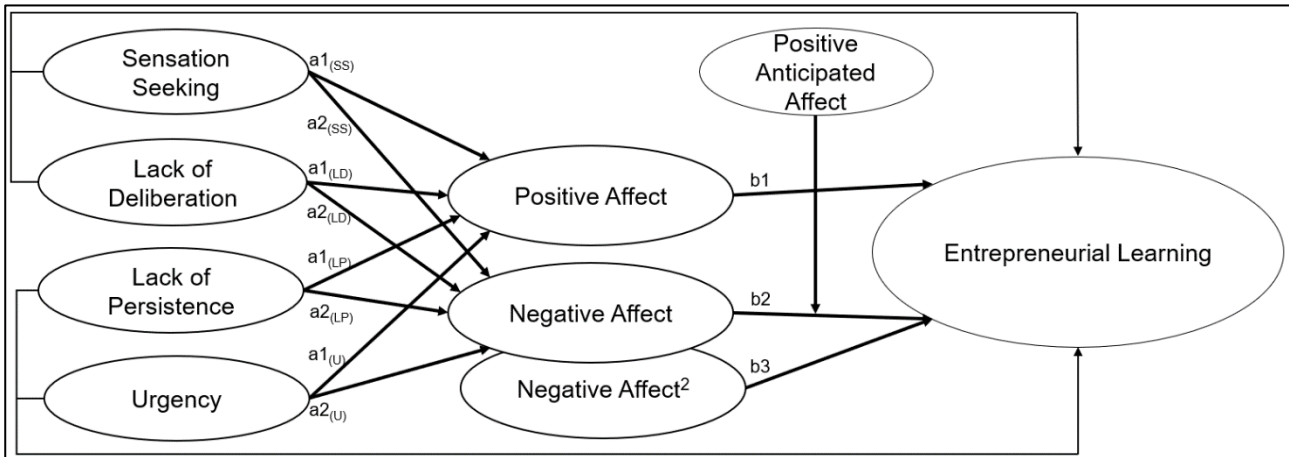 Sensation
Seeking
Lack of
Deliberation
Lack of
Persistence
Urgency
a1(SS)
a2(SS)
a1(LD)
a2(LD)
a1(LP)
a2(LP)
a1(U)
a2(U)
Positive Affect
Negative Affect
Negative Affect²
Positive
Anticipated
Affect
b1
b2
b3
Entrepreneurial Learning